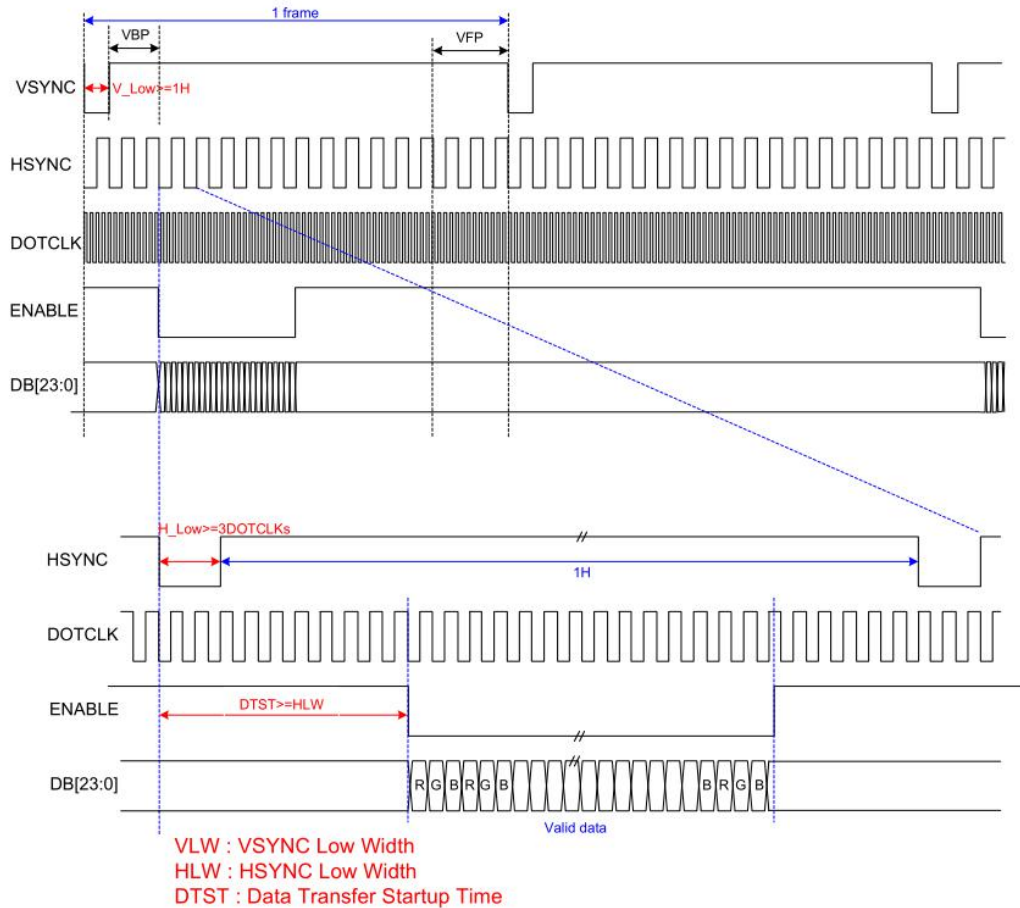 1 frame
VBP
VFP
VSYNC
V_Low>=1H
HSYNC
DOTCLK
ENABLE
DB[23:0]
H_Low>=3DOTCLKs
HSYNC
1H
DOTCLK
ENABLE
DTST>=HLW
DB[23:0]
R G B R G B B R G B
Valid data
VLW : VSYNC Low Width
HLW : HSYNC Low Width
DTST : Data Transfer Startup Time